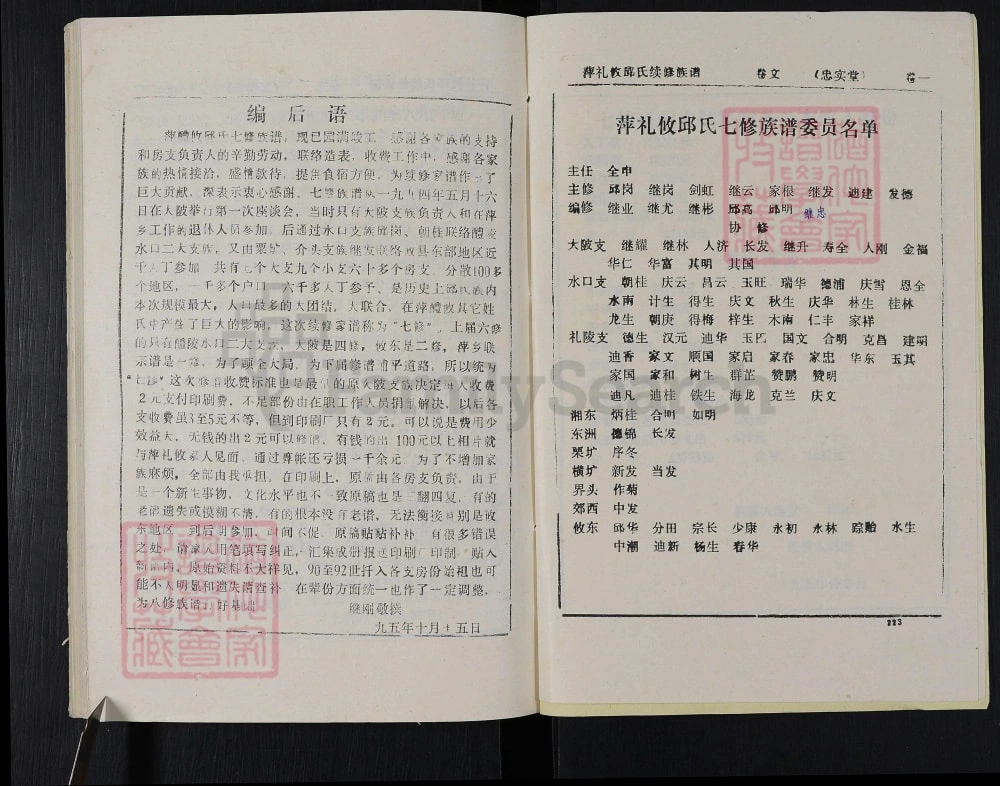 编后语
萍醴攸邱氏七修族谱，现已圆满竣工，感谢各家族的支持
和房支负责人的辛勤劳动，联络造表，收费工作中，感谢各家
族的热情接洽，盛情款待，提供食宿方便，为续修家谱作了
巨大贡献，深表示衷心感谢。七修族谱从一九九四年五月十六
日在大陂举行第一次座谈会，当时只有大陂支族负责人和在萍
乡工作的退休人员参加，后通过水口支族邱岗、朝桂联络醴陵
水口二大支族，又由栗圹、介头支族继发联络攸县东部地区近
千人丁参加，共有七个大支九个小支六十多个房支，分散100多
个地区，一千多个户口，六千多人丁参予，是历史上邱氏族内
本次规模最大，人口最多的大团结，大联合，在萍醴攸其它姓
氏中产生了巨大的影响，这次续修家谱称为“七修”，上届六修
的只有醴陵水口二大支族，大陂是四修，攸东是二修，萍乡联
宗谱是一修，为了顾全大局，为下届修谱铺平道路，所以统为
“七修”这次修谱收费标准也是最低的原大陂支族决定每人收费
2元支付印刷费，不足部份由在职工作人员捐献解决，以后各
支收费虽3至5元不等，但到印刷厂只有2元，可以说是费用少
效益大，无钱的出2元可以修谱，有钱的出100元以上相片就
与萍礼攸家人见面，通过算帐还亏损一千余元，为了不增加家
族麻烦，全部由我承担，在印刷上，原稿由各房支负责，由于
是一个新生事物，文化水平也不一致原稿也是三翻四复，有的
老谱遗失或模糊不清，有的根本没有老谱，无法衡接特别是攸
东地区，到后期参加，时间不促，原稿贴贴补补，有很多错误
之处，请家人用笔填写纠正，汇集成册报送印刷厂印制，贴入
新谱内，原始资料不大祥见，90至92世扦入各支房份始祖也可
能不人明显和遗失请查补，在辈份方面统一也作了一定调整，
为八修族谱打好基础
继刚敬撰
九五年十月十五日
萍礼攸邱氏续修族谱 卷文 （忠实堂） 卷一
萍礼攸邱氏七修族谱委员名单
主任 全申
主修 邱岗 继岗 剑虹 继云 家根 继发 迪建 发德
编修 继业 继尤 继彬 邱高 邱明 继忠
协修
大陂支 继耀 继林 人济 长发 继升 寿全 人刚 金福
华仁 华富 其明 其国
水口支 朝桂 庆云 昌云 玉旺 瑞华 德浦 庆雪 恩全
水南 计生 得生 庆文 秋生 庆华 林生 桂林
龙生 朝庚 得梅 梓生 木南 仁丰 家祥
礼陵支 德生 汉元 迪华 国文 合明 克昌 建明
迪香 家文 顺国 家启 家春 家忠 华东 玉其
家国 家和 树生 群芷 赞鹏 赞明
迪凡 迪桂 铁生 海龙 克兰 庆文
湘东 炳桂 合明 如明
东洲 德锦 长发
栗圹 序冬
横圹 新发 当发
界头 作菊
郊西 中发
攸东 邱华 分田 宗长 少康 永初 永林 踪贻 水生
中潮 迪新 杨生 春华
223
FamilySearch